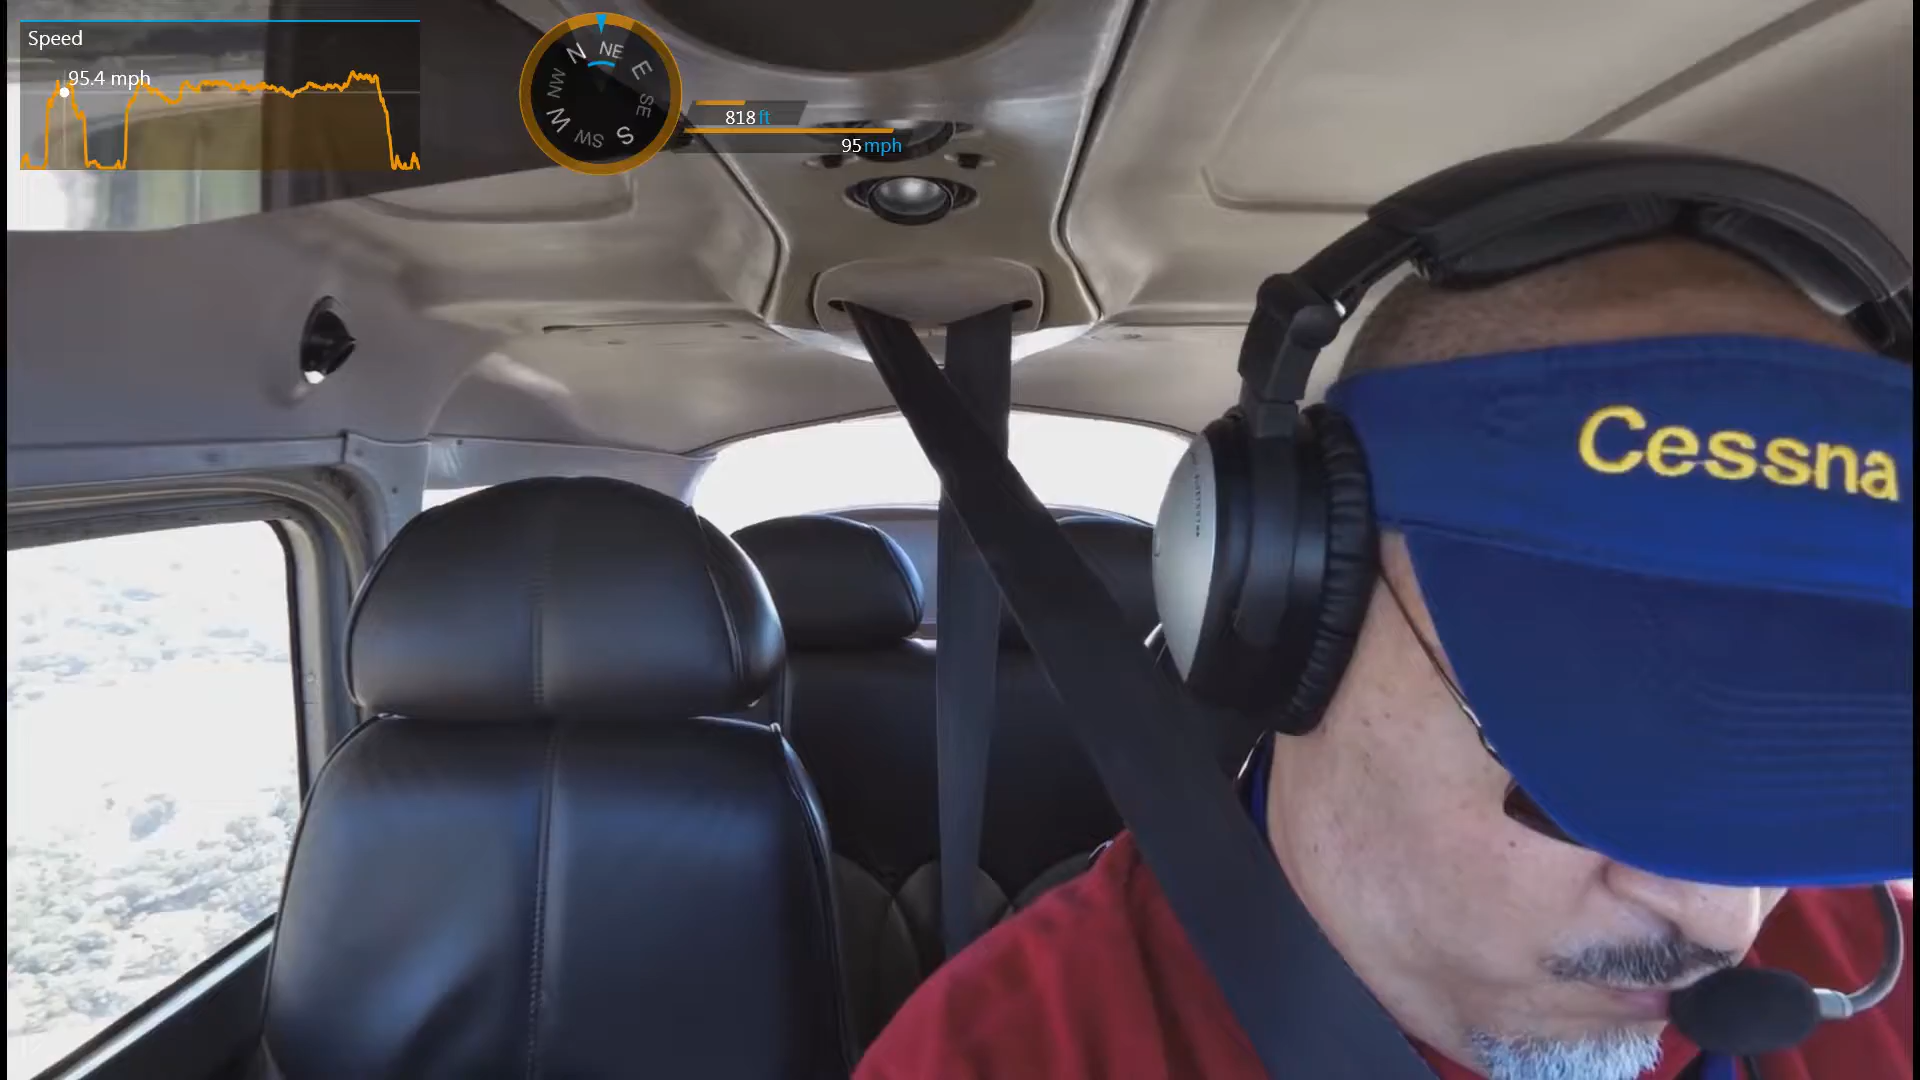 Speed
95.4 mph
N
NE
E
SE
S
SW
W
NW
818 ft
95 mph
Cessna